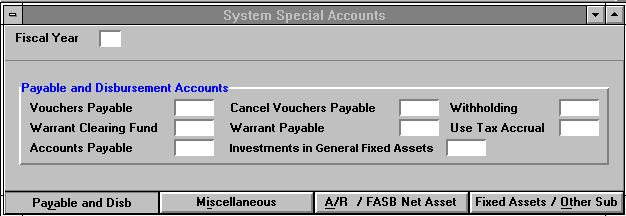 System Special Accounts
Fiscal Year
Payable and Disbursement Accounts
Vouchers Payable Cancel Vouchers Payable Withholding
Warrant Clearing Fund Warrant Payable Use Tax Accrual
Accounts Payable Investments in General Fixed Assets
Payable and Disb Miscellaneous A/R / FASB Net Asset Fixed Assets / Other Sub